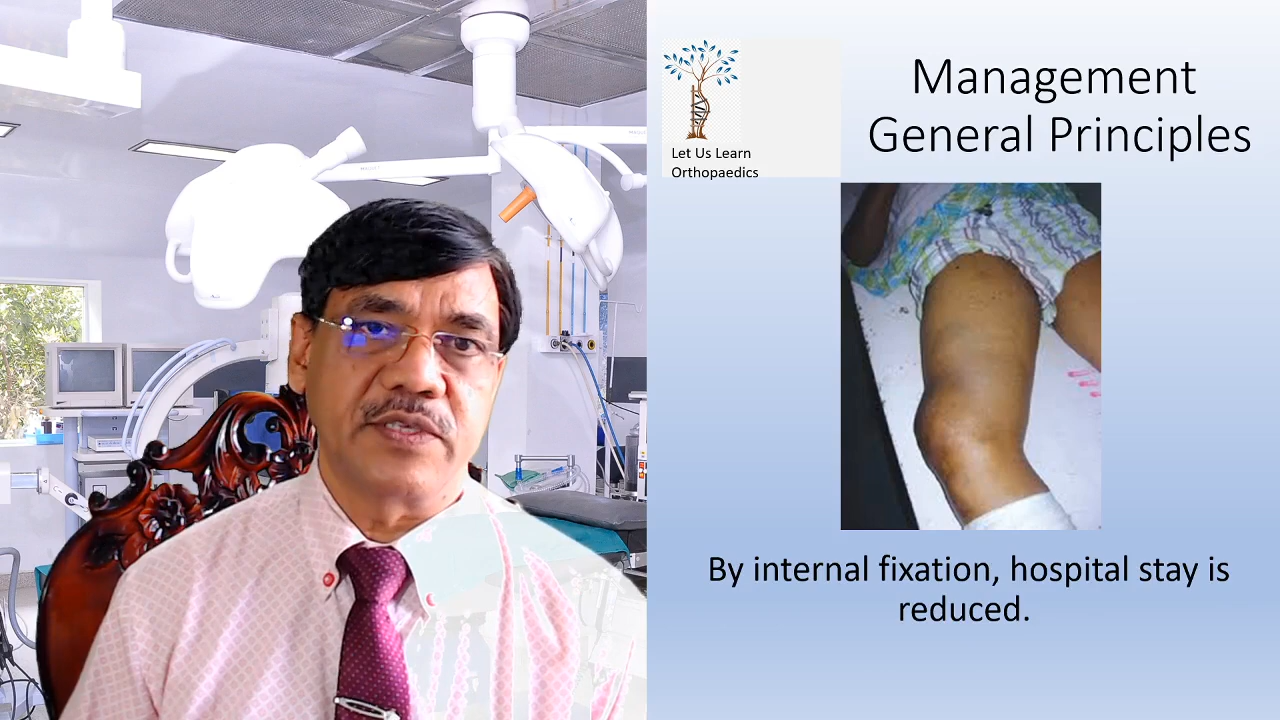 Management
General Principles
Let Us Learn
Orthopaedics
By internal fixation, hospital stay is
reduced.